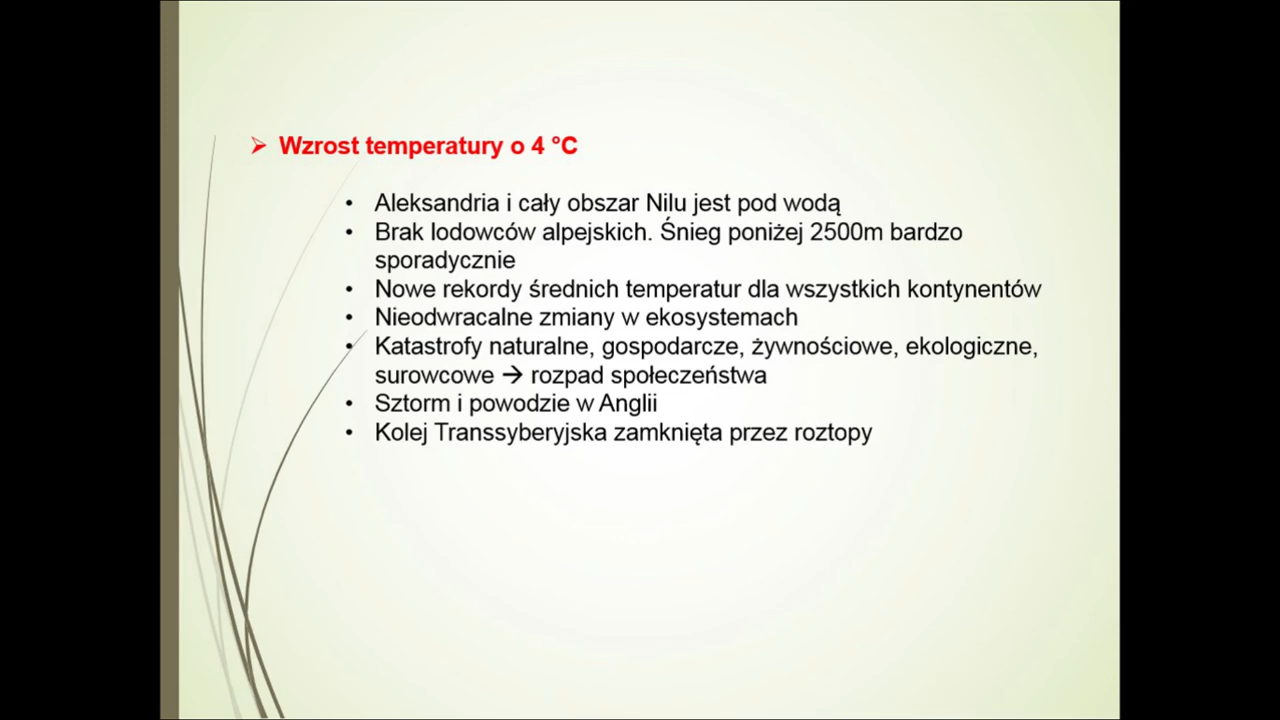 ➢ Wzrost temperatury o 4 °C
• Aleksandria i cały obszar Nilu jest pod wodą
• Brak lodowców alpejskich. Śnieg poniżej 2500m bardzo
sporadycznie
• Nowe rekordy średnich temperatur dla wszystkich kontynentów
• Nieodwracalne zmiany w ekosystemach
• Katastrofy naturalne, gospodarcze, żywnościowe, ekologiczne,
surowcowe → rozpad społeczeństwa
• Sztorm i powodzie w Anglii
• Kolej Transsyberyjska zamknięta przez roztopy